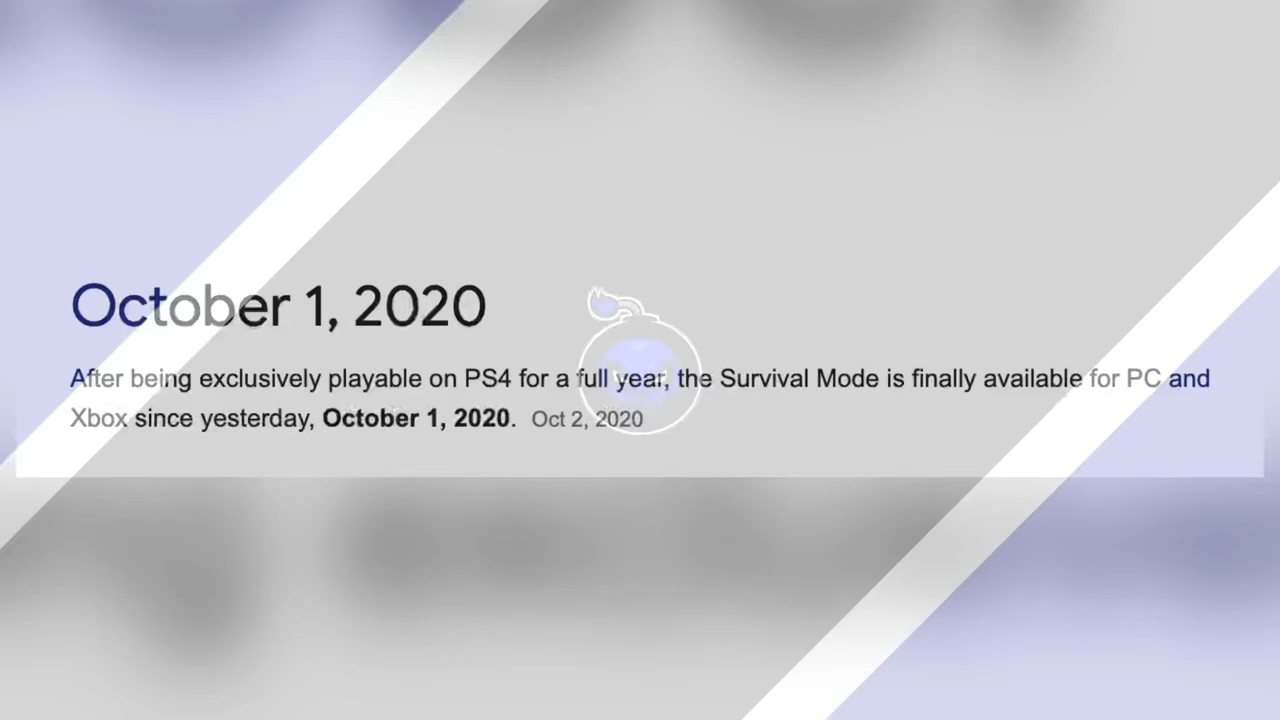 October 1, 2020
After being exclusively playable on PS4 for a full year, the Survival Mode is finally available for PC and
Xbox since yesterday, October 1, 2020. Oct 2, 2020